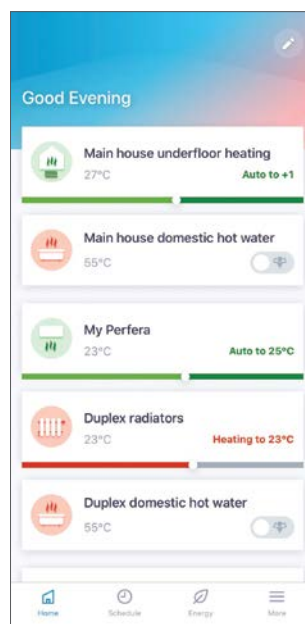 Good Evening
Main house underfloor heating
27°C
Auto to +1
Main house domestic hot water
55°C
My Perfera
23°C
Auto to 25°C
Duplex radiators
23°C
Heating to 23°C
Duplex domestic hot water
55°C
Home Schedule Energy More